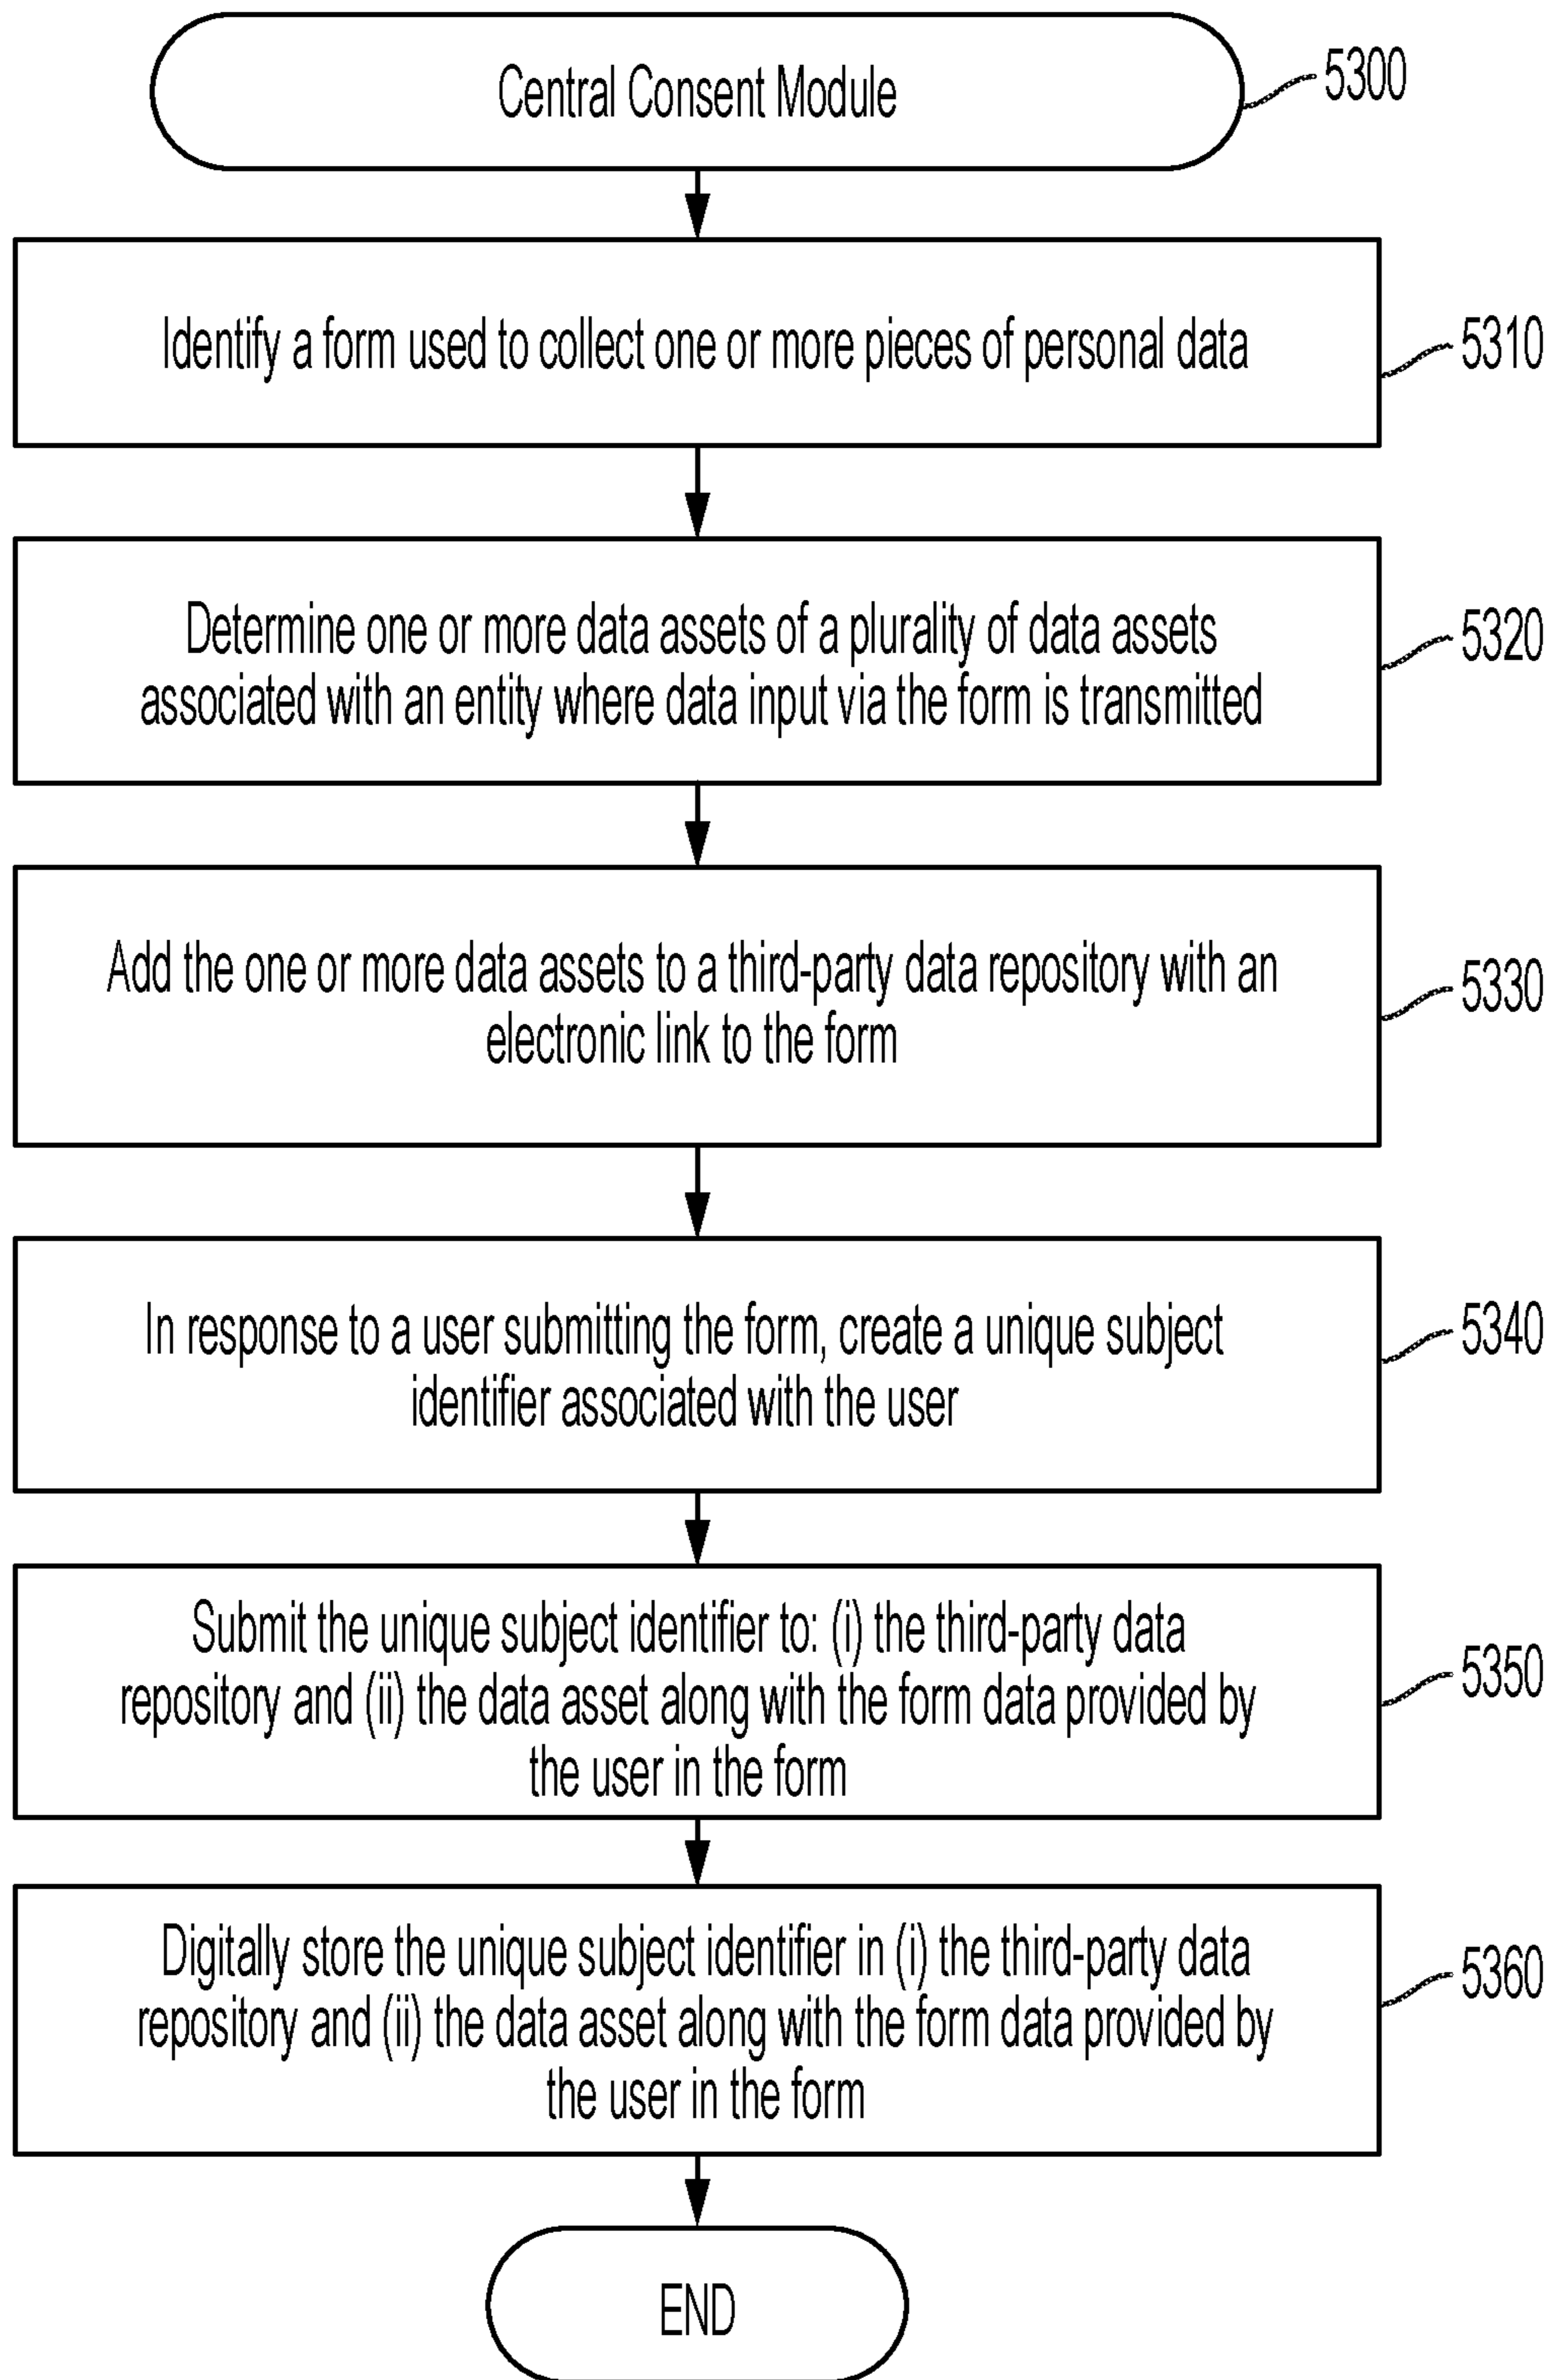 Central Consent Module
5300
Identify a form used to collect one or more pieces of personal data
5310
Determine one or more data assets of a plurality of data assets
associated with an entity where data input via the form is transmitted
5320
Add the one or more data assets to a third-party data repository with an
electronic link to the form
5330
In response to a user submitting the form, create a unique subject
identifier associated with the user
5340
Submit the unique subject identifier to: (i) the third-party data
repository and (ii) the data asset along with the form data provided by
the user in the form
5350
Digitally store the unique subject identifier in (i) the third-party data
repository and (ii) the data asset along with the form data provided by
the user in the form
5360
END